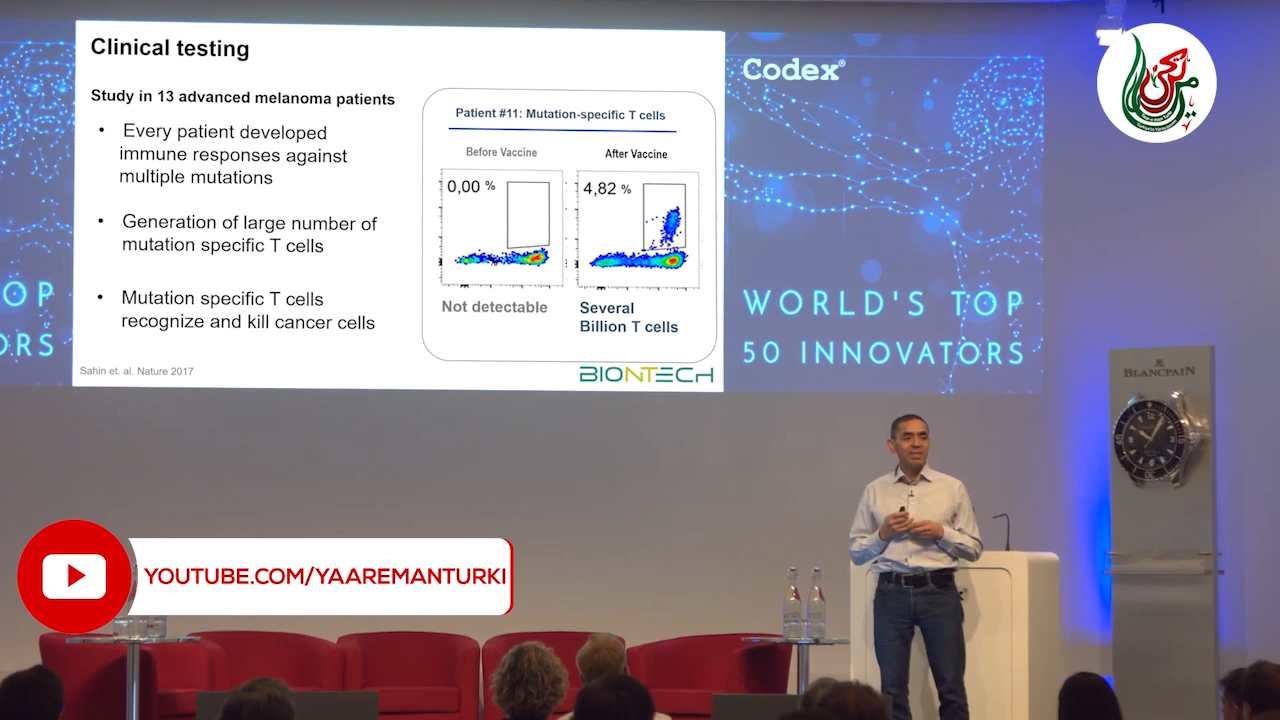 Clinical testing
Study in 13 advanced melanoma patients
• Every patient developed
immune responses against
multiple mutations
• Generation of large number of
mutation specific T cells
• Mutation specific T cells
recognize and kill cancer cells
Sahin et. al. Nature 2017
Patient #11: Mutation-specific T cells
Before Vaccine
After Vaccine
0,00 %
4,82 %
Not detectable
Several
Billion T cells
BIONTECH
Codex®
WORLD'S TOP
50 INNOVATORS
OP
ORS
BLANCPAIN
YOUTUBE.COM/YAAREMANTURKI